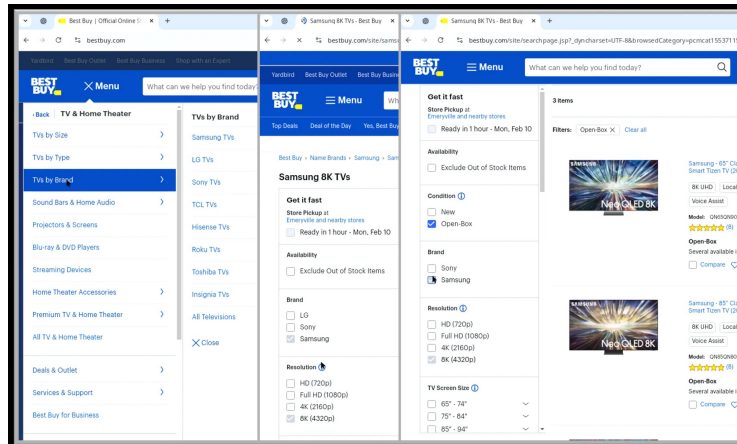 Best Buy | Official Online St
bestbuy.com
Yardbird Best Buy Outlet Best Buy Business Shop with an Expert
BEST BUY
Menu
What can we help you find today?
Back
TV & Home Theater
TVs by Size
TVs by Type
TVs by Brand
Sound Bars & Home Audio
Projectors & Screens
Blu-ray & DVD Players
Streaming Devices
Home Theater Accessories
Premium TV & Home Theater
All TV & Home Theater
Deals & Outlet
Services & Support
Best Buy for Business
TVs by Brand
Samsung TVs
LG TVs
Sony TVs
TCL TVs
Hisense TVs
Roku TVs
Toshiba TVs
Insignia TVs
All Televisions
Close
Samsung 8K TVs - Best Buy
bestbuy.com/site/samsu
Yardbird Best Buy Outlet Best Buy Busine
BEST BUY
Menu
Wh
Top Deals Deal of the Day Yes, Best Buy
Best Buy › Name Brands › Samsung › Sam
Samsung 8K TVs
Get it fast
Store Pickup at
Emeryville and nearby stores
Ready in 1 hour - Mon, Feb 10
Availability
Exclude Out of Stock Items
Brand
LG
Sony
Samsung
Resolution
HD (720p)
Full HD (1080p)
4K (2160p)
8K (4320p)
Samsung 8K TVs - Best Buy
bestbuy.com/site/searchpage.jsp?_dyncharset=UTF-8&browsedCategory=pcmcat15537115
BEST BUY
Menu
What can we help you find today?
Get it fast
Store Pickup at
Emeryville and nearby stores
Ready in 1 hour - Mon, Feb 10
Availability
Exclude Out of Stock Items
Condition
New
Open-Box
Brand
Sony
Samsung
Resolution
HD (720p)
Full HD (1080p)
4K (2160p)
8K (4320p)
TV Screen Size
65" - 74"
75" - 84"
85" - 94"
3 items
Filters: Open-Box Clear all
SAMSUNG
Neo QLED 8K
Samsung - 65" Cla
Smart Tizen TV (20
8K UHD Local
Voice Assist
Model: QN65QN90
(8)
Open-Box
Several available i
Compare
SAMSUNG
Neo QLED 8K
Samsung - 85" Cla
Smart Tizen TV (20
8K UHD Local
Voice Assist
Model: QN85QN80
(8)
Open-Box
Several available i
Compare